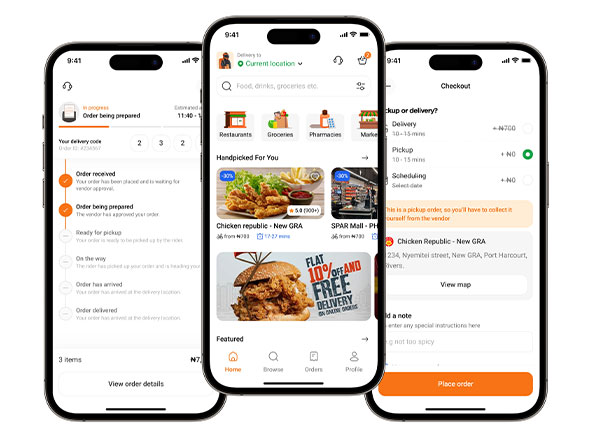 9:41
In progress
Order being prepared
Estimated
11:40 - 1
Your delivery code
2 3 2
Order received
Your order has been placed and is waiting for
vendor approval.
Order being prepared
The vendor has approved your order.
Ready for pickup
Your order is ready to be picked up by the rider.
On the way
The rider has picked up your order and is heading your
Order has arrived
Your order has arrived at the delivery location.
Order delivered
Your order has arrived at the delivery location.
3 items
₦7,
View order details
9:41
Delivery to
Current location
2
Food, drinks, groceries etc.
Restaurants
Groceries
Pharmacies
Marke
Handpicked For You
-30%
5.0 (900+)
Chicken republic - New GRA
from ₦700
17-27 mins
-30%
SPAR Mall - PH
from ₦530
FLAT
10% OFF AND
FREE
DELIVERY
ON ONLINE ORDERS
Featured
Home
Browse
Orders
Profile
9:41
Checkout
ickup or delivery?
Delivery
10 - 15 mins
+ ₦700
Pickup
10 - 15 mins
+ ₦0
Scheduling
Select date
+ ₦0
his is a pickup order, so you'll have to collect it
ourself from the vendor
Chicken Republic - New GRA
234, Nyemitei street, New GRA, Port Harcourt,
ivers.
View map
dd a note
enter any special instructions here
g not too spicy
Place order